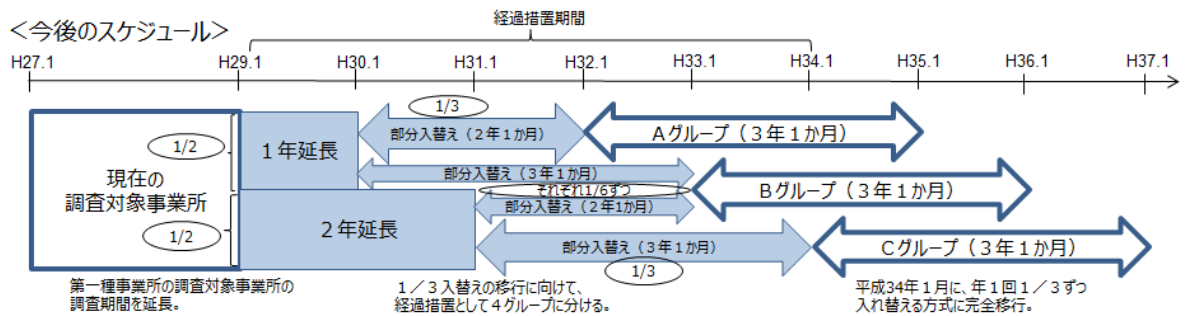 経過措置期間
＜今後のスケジュール＞
H27.1 H29.1 H30.1 H31.1 H32.1 H33.1 H34.1 H35.1 H36.1 H37.1
1/3
部分入替え（２年１か月）
Ａグループ（３年１か月）
1/2
１年延長
現在の
調査対象事業所
部分入替え（３年１か月）
それぞれ1/6ずつ
部分入替え（２年1か月）
Ｂグループ（３年１か月）
1/2
２年延長
部分入替え（３年１か月）
1/3
Ｃグループ（３年１か月）
第一種事業所の調査対象事業所の
調査期間を延長。
１／３入替えの移行に向けて、
経過措置として４グループに分ける。
平成34年１月に、年１回１／３ずつ
入れ替える方式に完全移行。